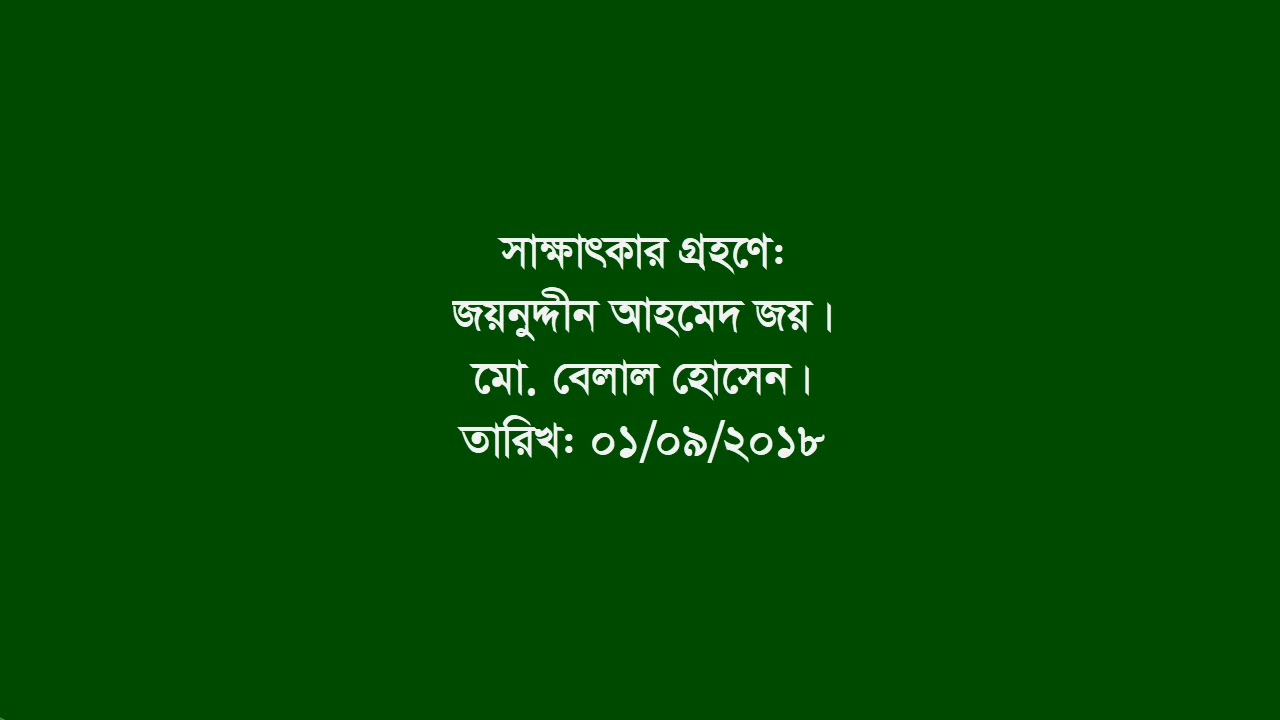 সাক্ষাৎকার গ্রহণে:
জয়নুদ্দীন আহমেদ জয়।
মো. বেলাল হোসেন।
তারিখ: ০১/০৯/২০১৮